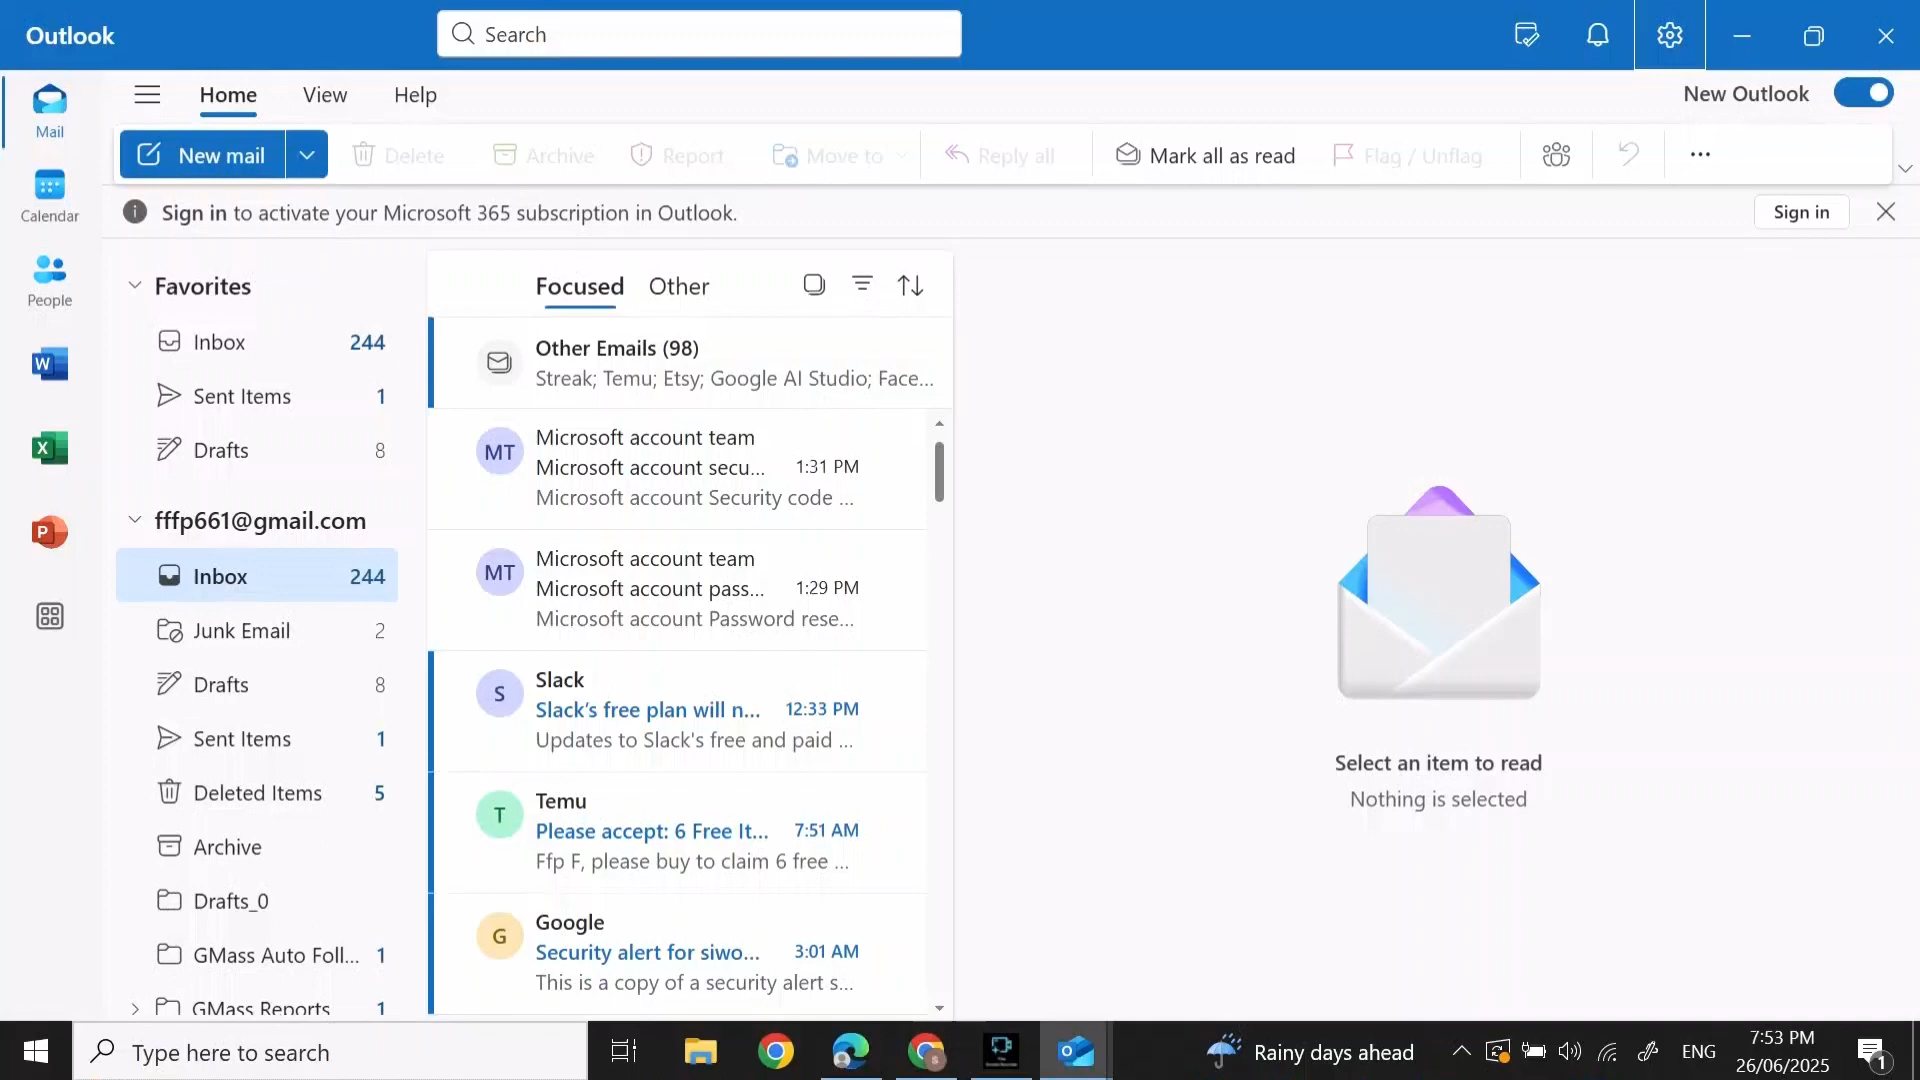 Outlook
Search
Mail
Calendar
People
Home
View
Help
New Outlook
New mail
Delete
Archive
Report
Move to
Reply all
Mark all as read
Flag / Unflag
Sign in to activate your Microsoft 365 subscription in Outlook.
Sign in
Favorites
Inbox 244
Sent Items 1
Drafts 8
fffp661@gmail.com
Inbox 244
Junk Email 2
Drafts 8
Sent Items 1
Deleted Items 5
Archive
Drafts_0
GMass Auto Foll... 1
GMass Reports 1
Focused
Other
Other Emails (98)
Streak; Temu; Etsy; Google AI Studio; Face...
MT
Microsoft account team
Microsoft account secu... 1:31 PM
Microsoft account Security code ...
MT
Microsoft account team
Microsoft account pass... 1:29 PM
Microsoft account Password rese...
S
Slack
Slack’s free plan will n... 12:33 PM
Updates to Slack's free and paid ...
T
Temu
Please accept: 6 Free It... 7:51 AM
Ffp F, please buy to claim 6 free ...
G
Google
Security alert for siwo... 3:01 AM
This is a copy of a security alert s...
Select an item to read
Nothing is selected
Type here to search
Rainy days ahead
ENG
7:53 PM
26/06/2025
1